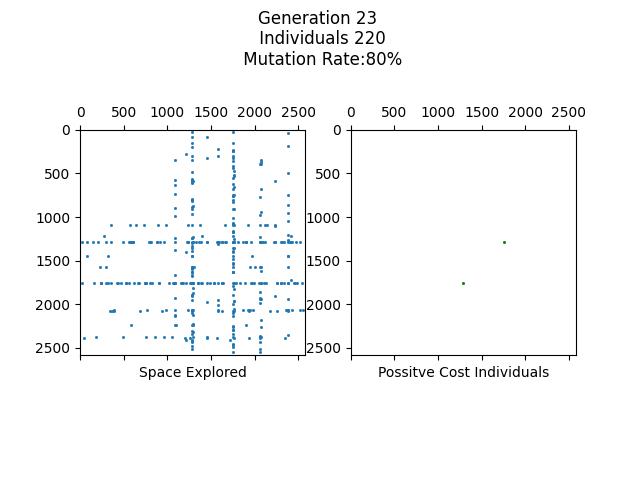 Generation 23
Individuals 220
Mutation Rate:80%
0 500 1000 1500 2000 2500
0 500 1000 1500 2000 2500
0
500
1000
1500
2000
2500
0
500
1000
1500
2000
2500
Space Explored
Possitve Cost Individuals